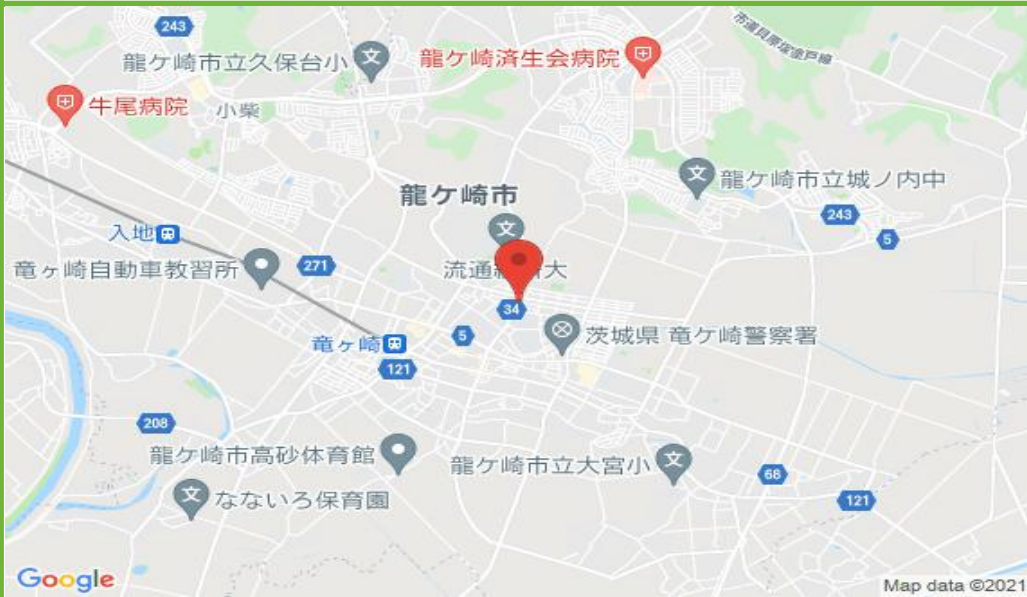 243
市道貝原塚登戸線
龍ケ崎市立久保台小
龍ケ崎済生会病院
牛尾病院
小柴
龍ケ崎市
龍ケ崎市立城ノ内中
243
5
入地
竜ヶ崎自動車教習所
271
流通経済大
34
5
茨城県 竜ケ崎警察署
竜ヶ崎
121
208
龍ケ崎市高砂体育館
龍ケ崎市立大宮小
68
121
なないろ保育園
Google
Map data ©2021